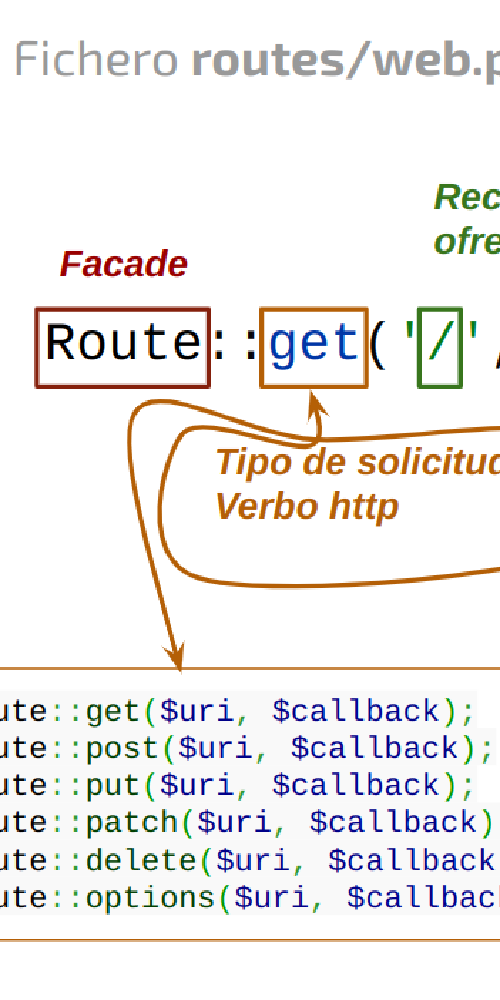 Fichero routes/web.p
Rec
ofre
Facade
Route::get('/',
Tipo de solicitud
Verbo http
ute::get($uri, $callback);
ute::post($uri, $callback);
ute::put($uri, $callback);
ute::patch($uri, $callback)
ute::delete($uri, $callback
ute::options($uri, $callbac